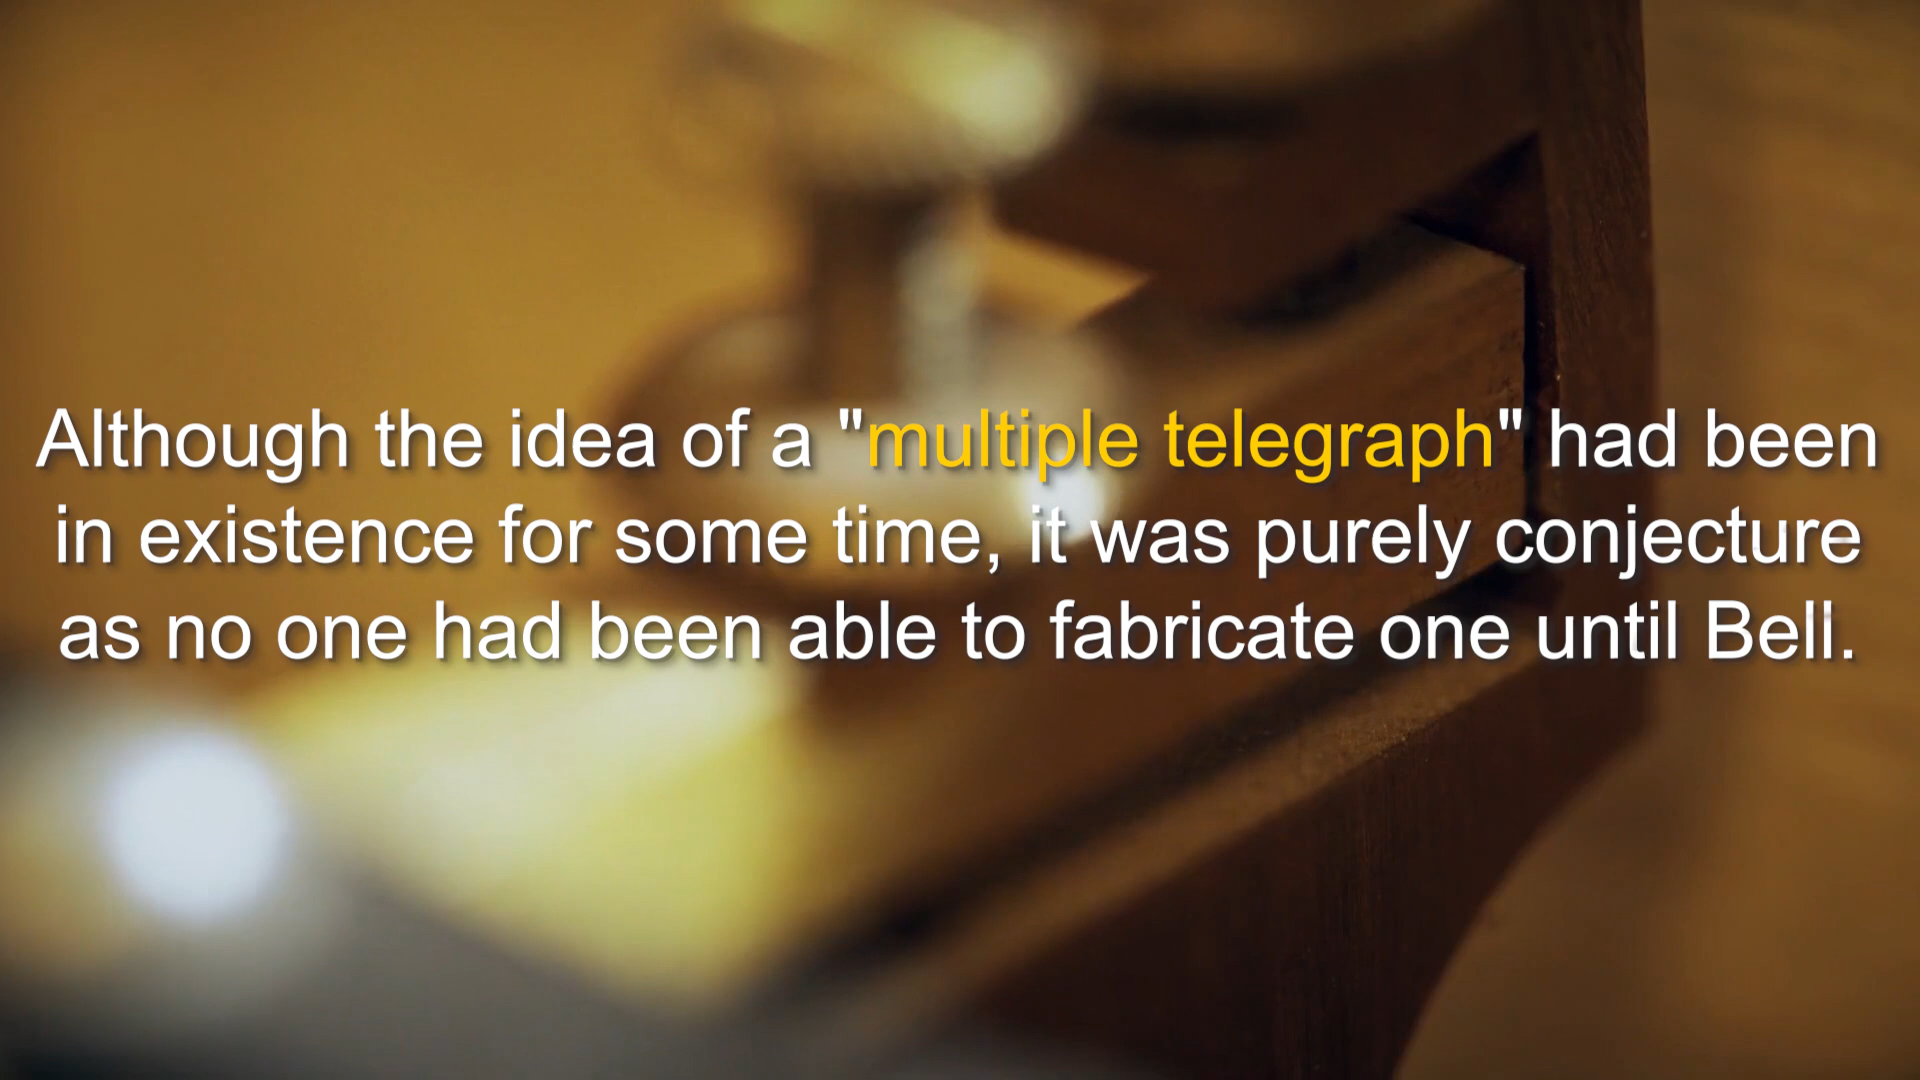 Although the idea of a "multiple telegraph" had been
in existence for some time, it was purely conjecture
as no one had been able to fabricate one until Bell.